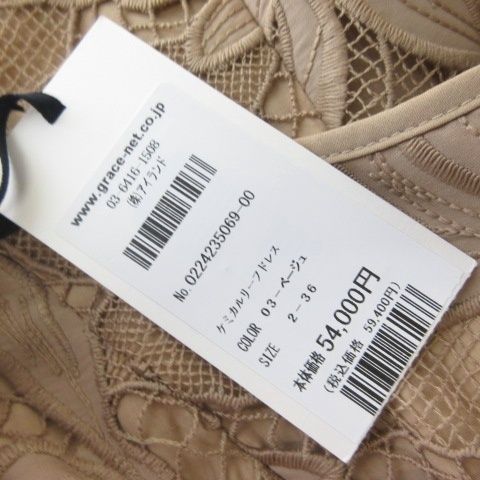 www.grace-net.co.jp
03-6416-1508
(株)アイランド
No. 0224235069-00
ケミカルリーフドレス
COLOR 03-ベージュ
SIZE 2-36
本体価格 54,000円
(税込価格 59,400円)